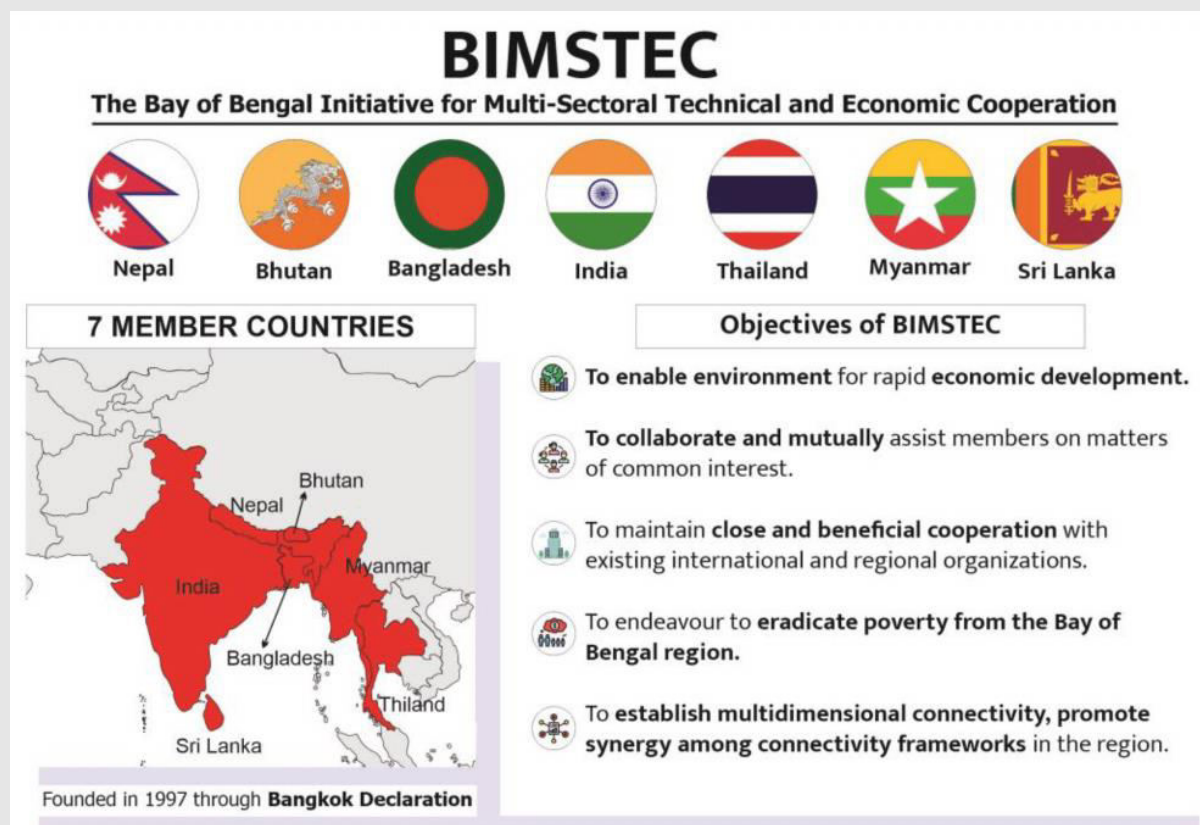 BIMSTEC
The Bay of Bengal Initiative for Multi-Sectoral Technical and Economic Cooperation
Nepal
Bhutan
Bangladesh
India
Thailand
Myanmar
Sri Lanka
7 MEMBER COUNTRIES
Bhutan
Nepal
Myanmar
India
Bangladesh
Thiland
Sri Lanka
Founded in 1997 through Bangkok Declaration
Objectives of BIMSTEC
To enable environment for rapid economic development.
To collaborate and mutually assist members on matters
of common interest.
To maintain close and beneficial cooperation with
existing international and regional organizations.
To endeavour to eradicate poverty from the Bay of
Bengal region.
To establish multidimensional connectivity, promote
synergy among connectivity frameworks in the region.